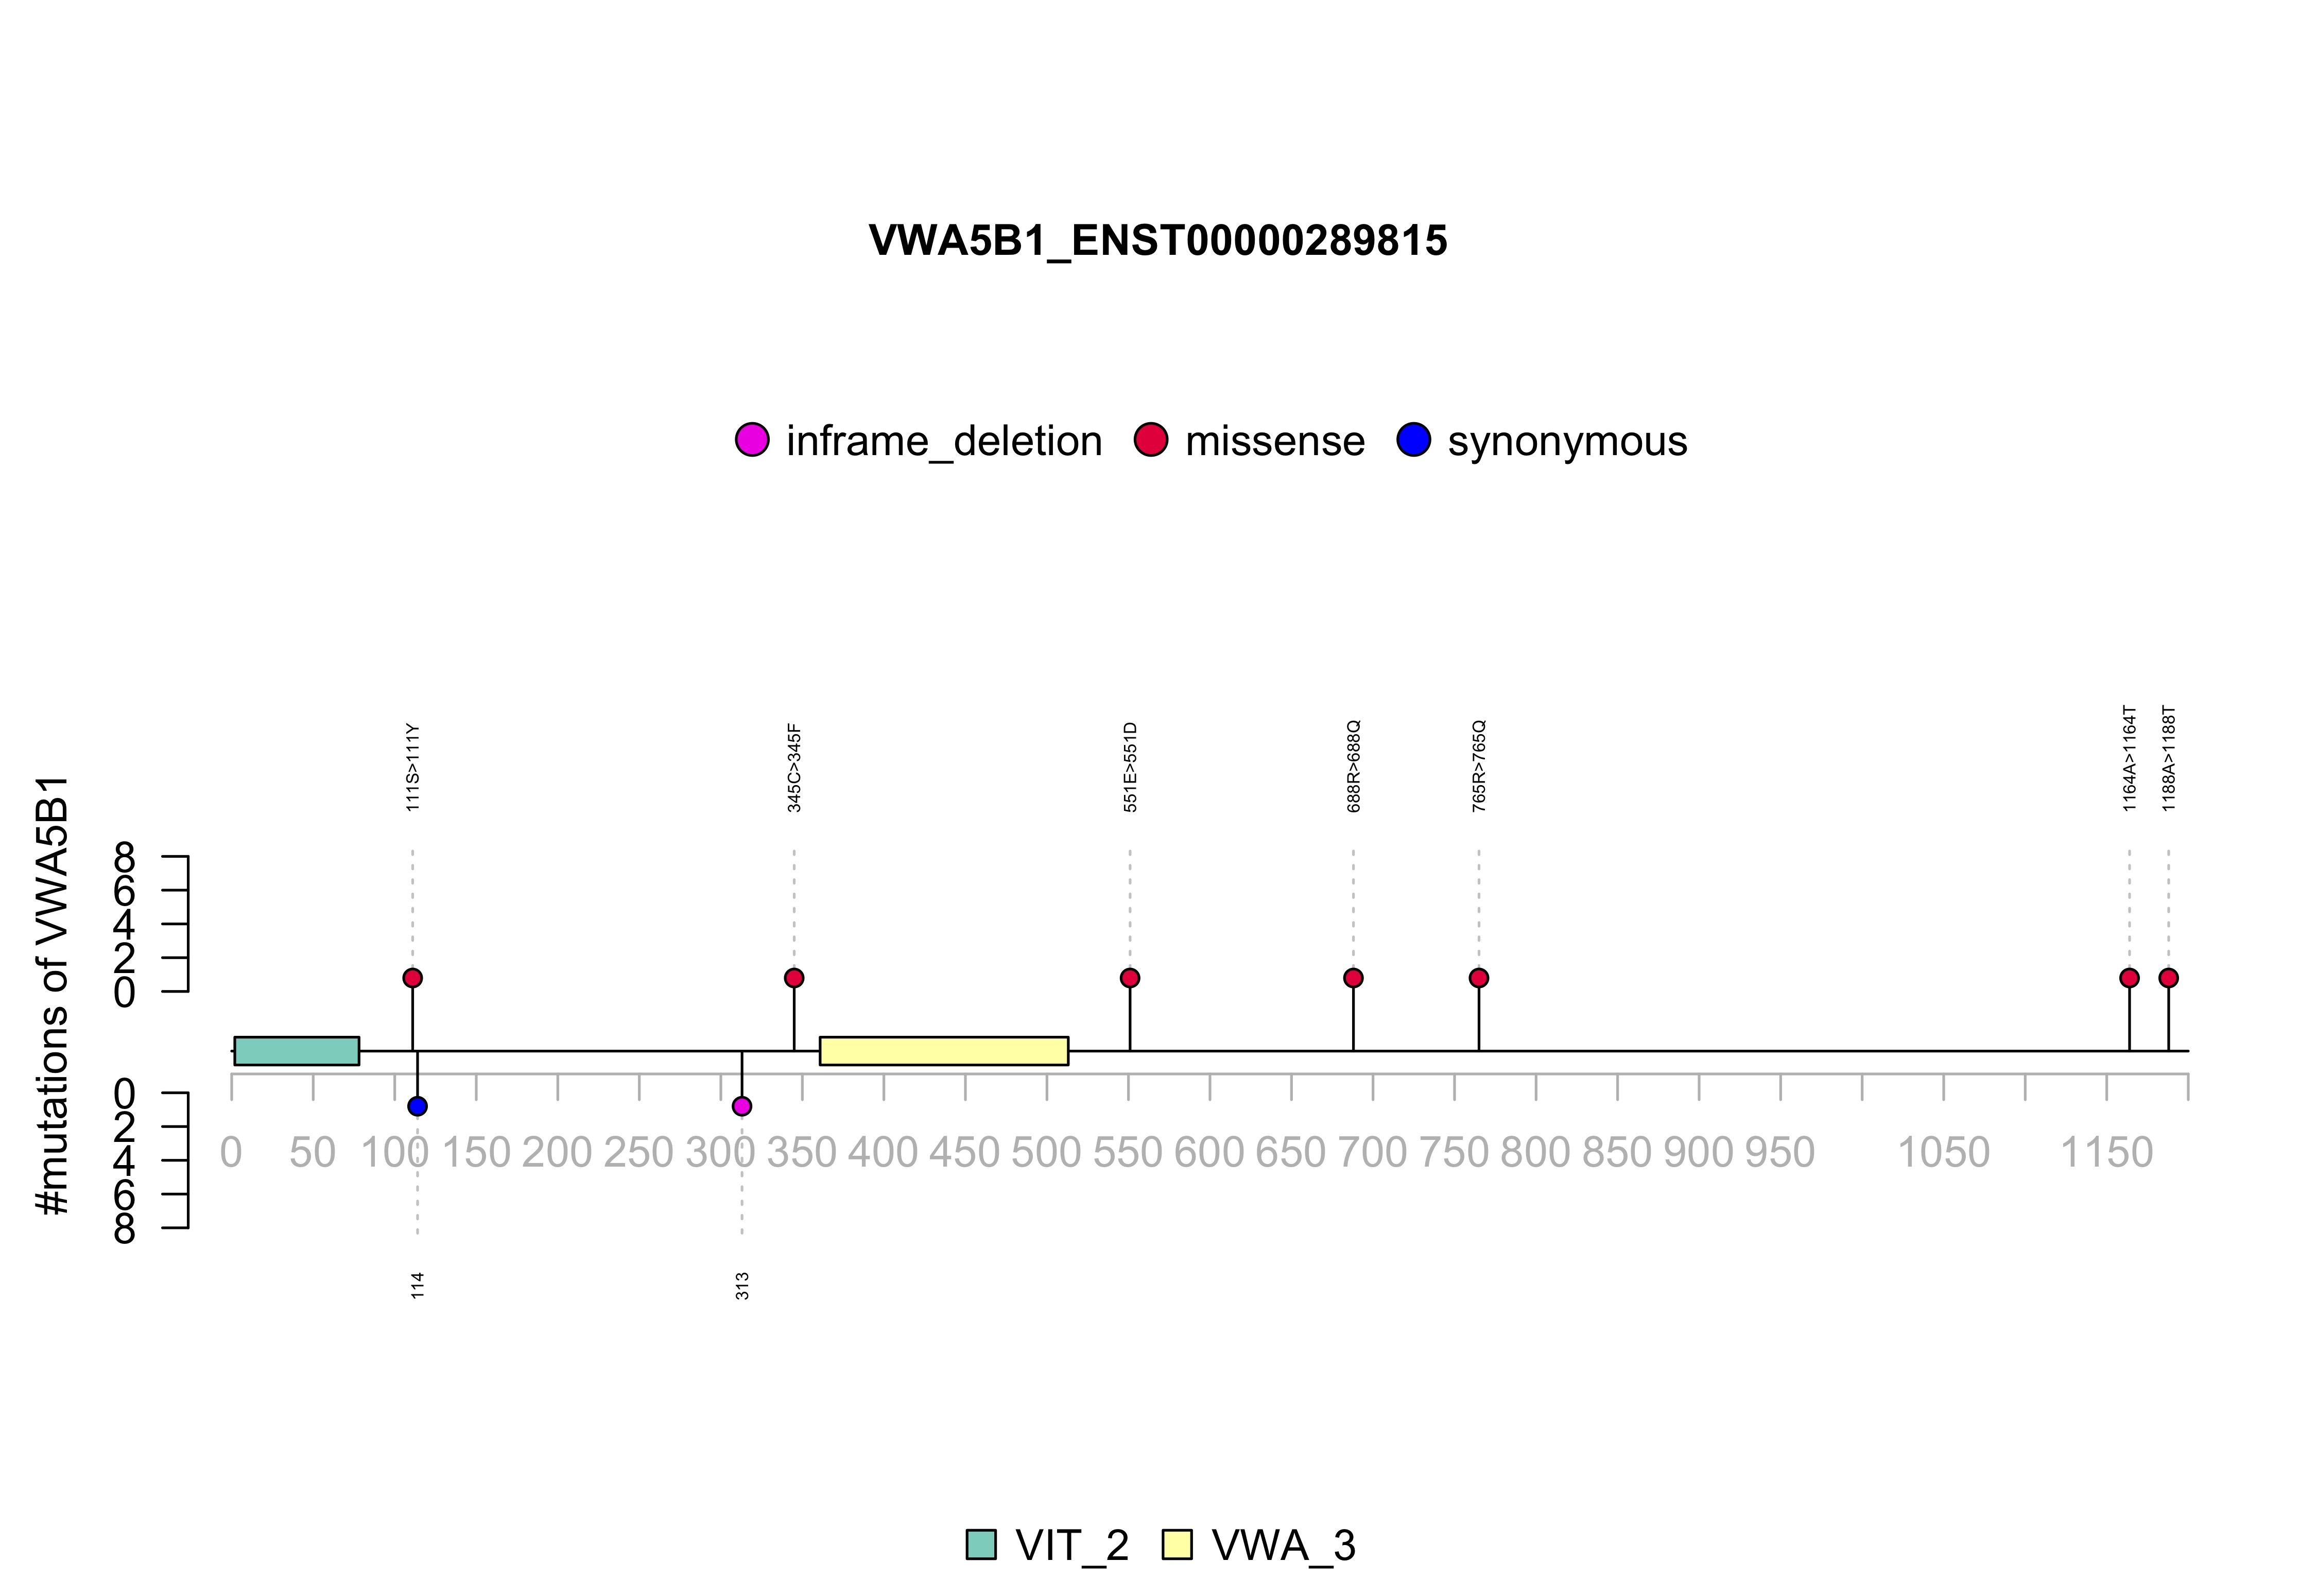 VWA5B1_ENST00000289815
inframe_deletion missense synonymous
111S>111Y
345C>345F
551E>551D
688R>688Q
765R>765Q
1164A>1164T
1188A>1188T
#mutations of VWA5B1
8
6
4
2
0
0
2
4
6
8
0 50 100 150 200 250 300 350 400 450 500 550 600 650 700 750 800 850 900 950 1050 1150
114
313
VIT_2 VWA_3